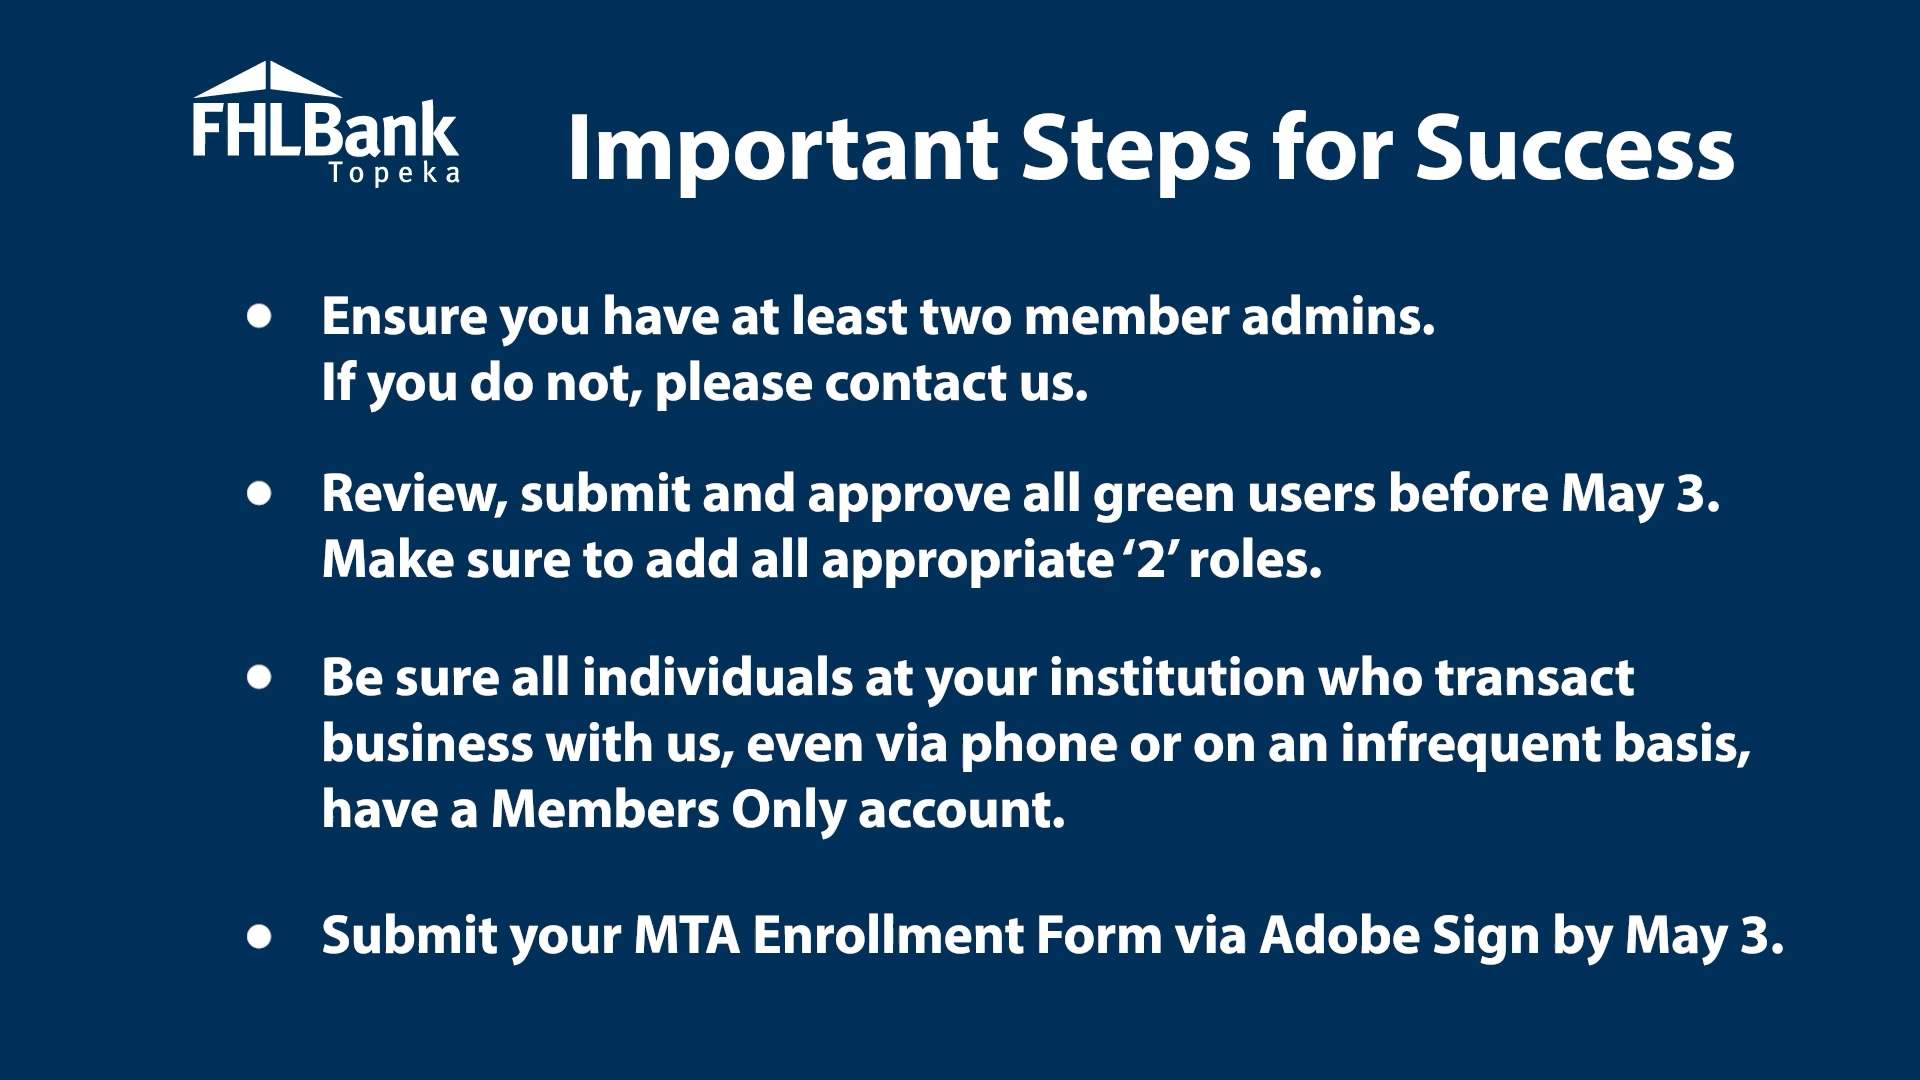 FHLBank
Topeka
Important Steps for Success
• Ensure you have at least two member admins.
If you do not, please contact us.
• Review, submit and approve all green users before May 3.
Make sure to add all appropriate ‘2’ roles.
• Be sure all individuals at your institution who transact
business with us, even via phone or on an infrequent basis,
have a Members Only account.
• Submit your MTA Enrollment Form via Adobe Sign by May 3.